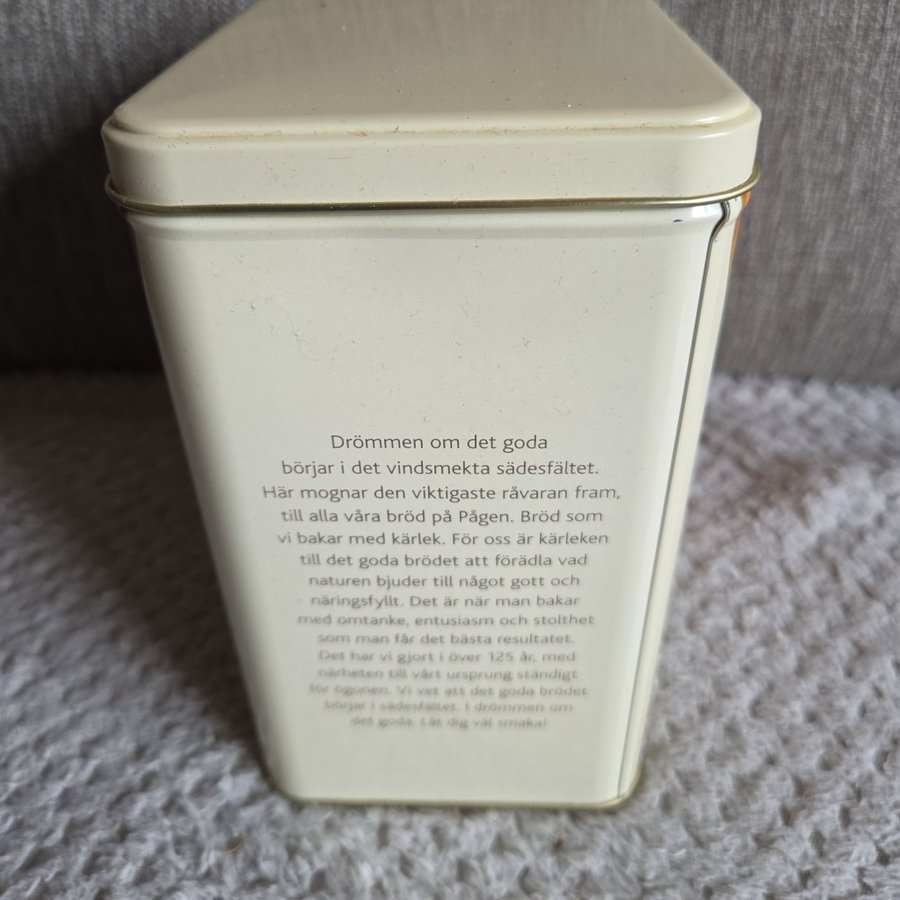 Drömmen om det goda
börjar i det vindsmekta sädesfältet.
Här mognar den viktigaste råvaran fram,
till alla våra bröd på Pågen. Bröd som
vi bakar med kärlek. För oss är kärleken
till det goda brödet att förädla vad
naturen bjuder till något gott och
näringsfyllt. Det är när man bakar
med omtanke, entusiasm och stolthet
som man får det bästa resultatet.
Det har vi gjort i över 125 år, med
närheten till vårt ursprung ständigt
för ögonen. Vi vet att det goda brödet
börjar i sädesfältet. I drömmen om
det goda. Låt dig väl smaka!